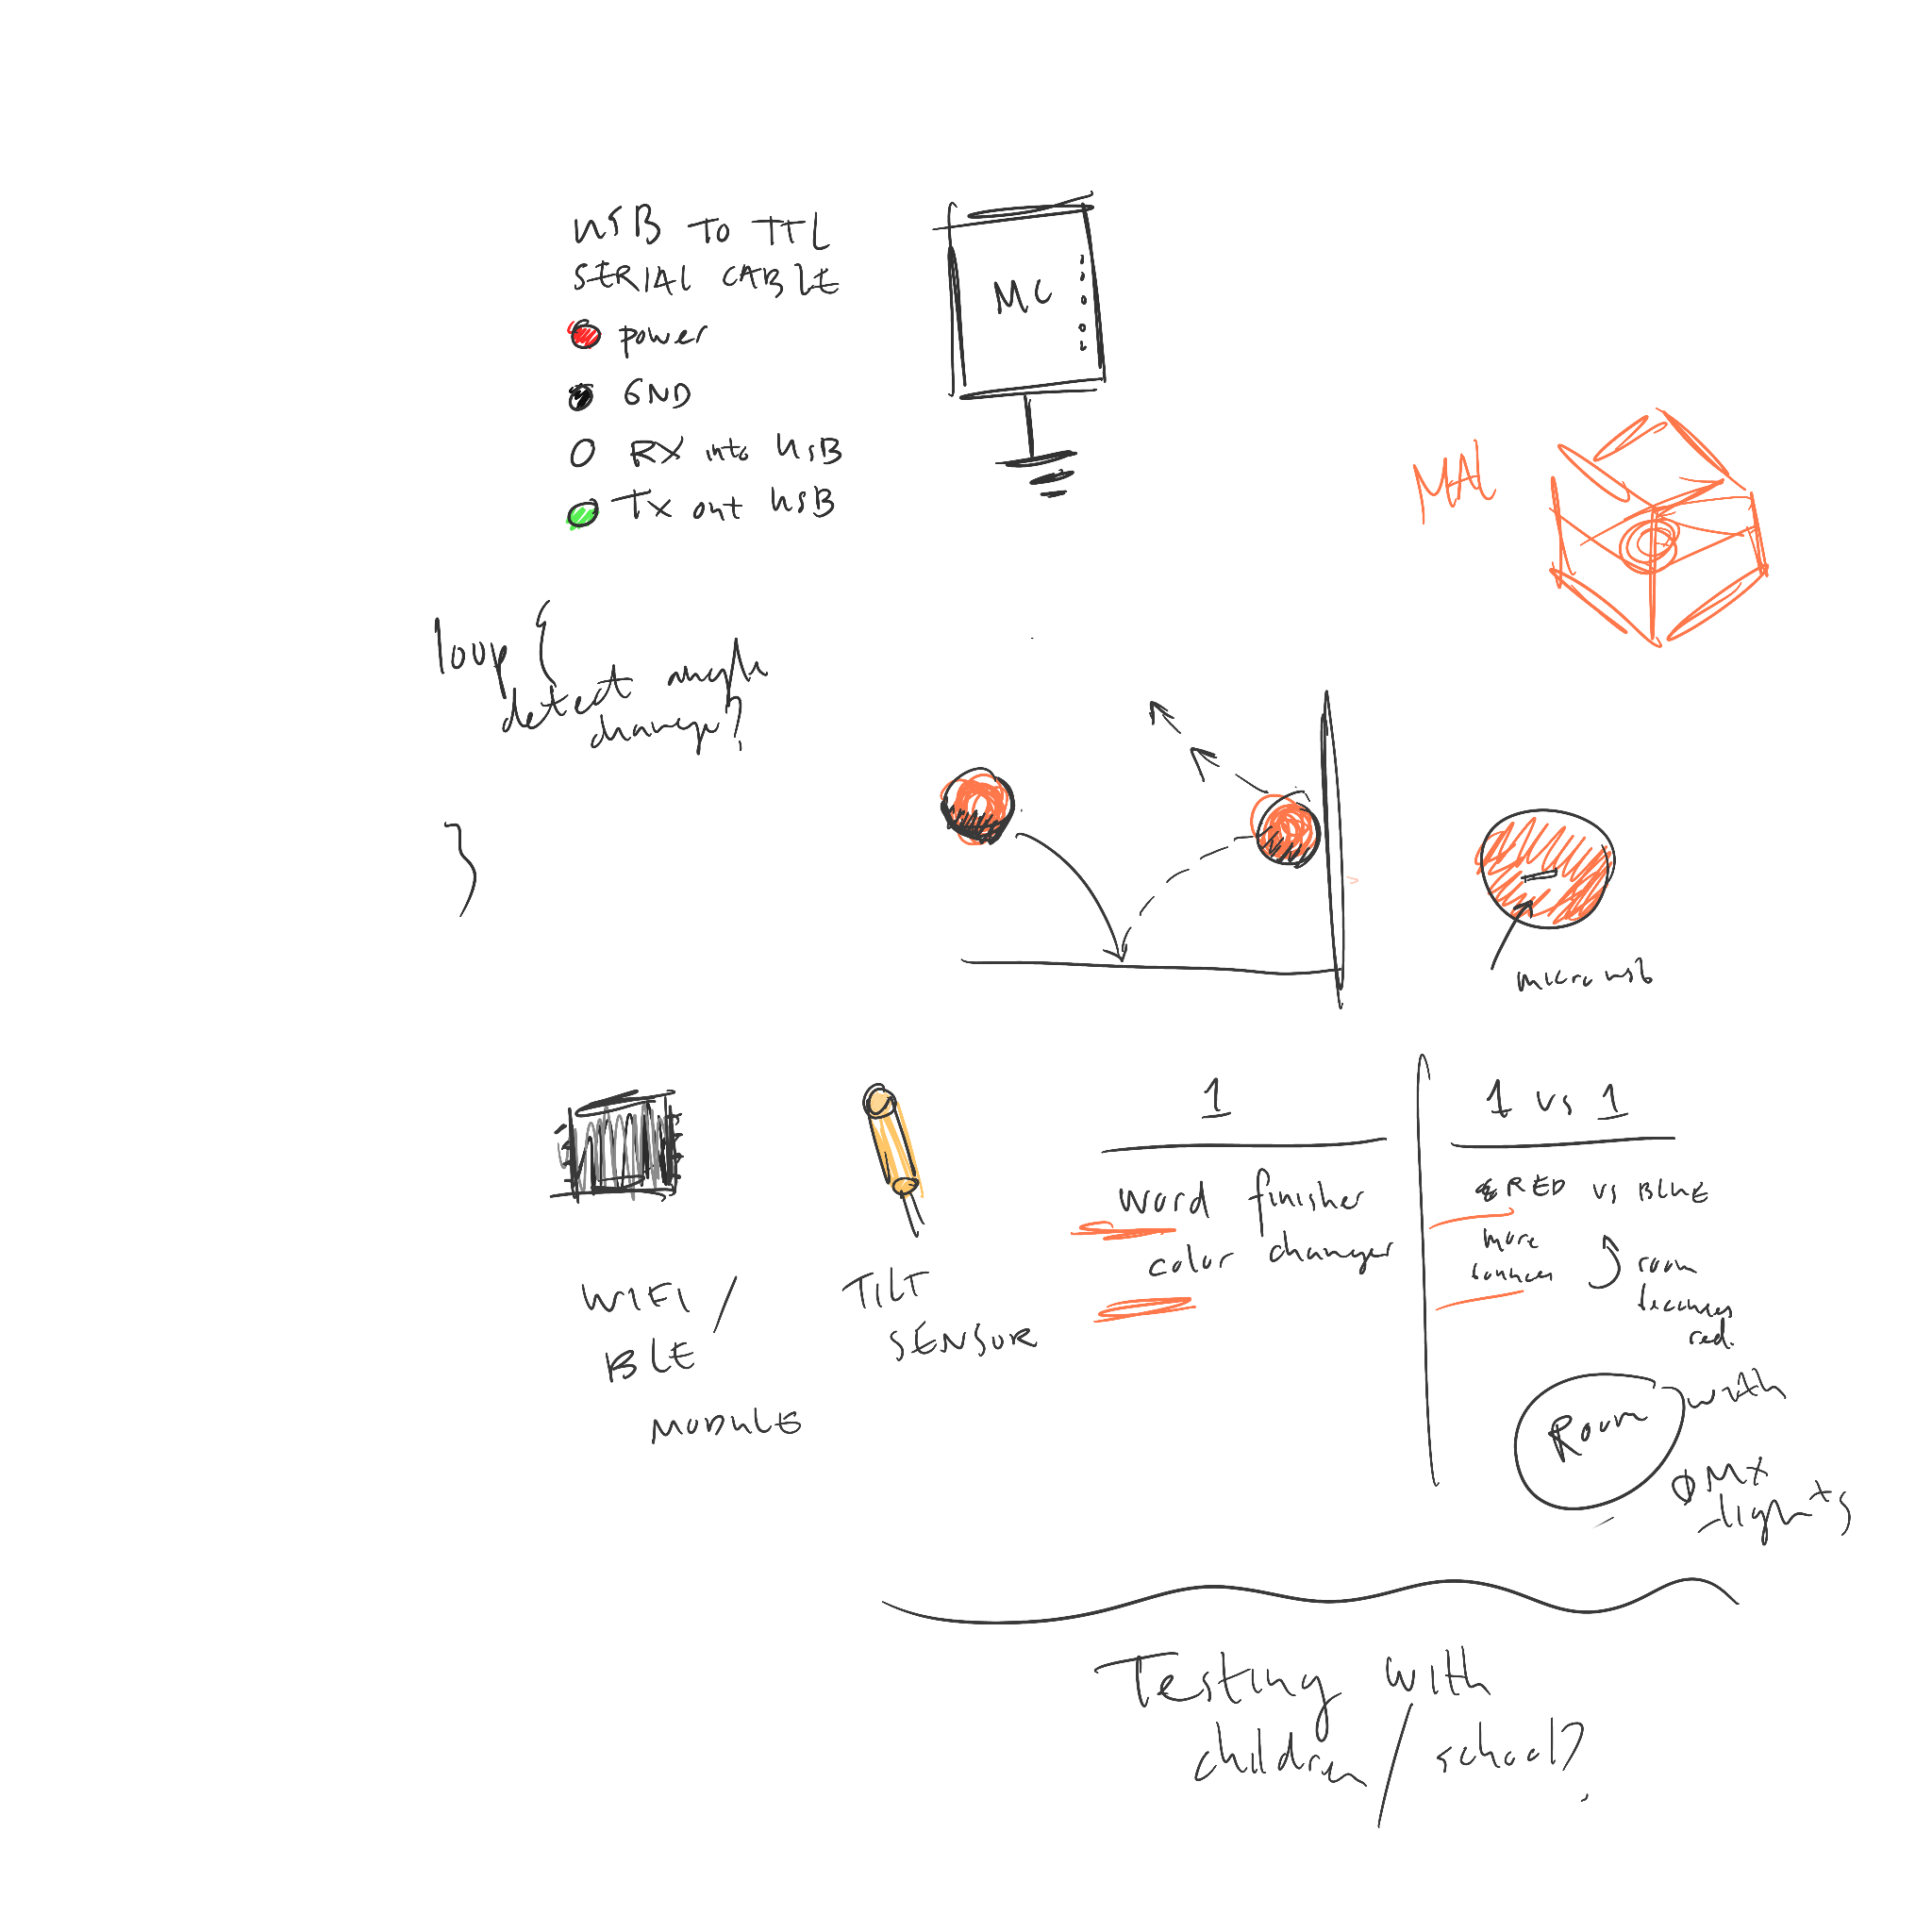 USB TO TTL
SERIAL CABLE
power
GND
RX into USB
TX out USB
MC
MAL
loop {
detect angle
change?
}
micro usb
WIFI /
BLE
MODULE
TILT
SENSOR
1
word finisher
color changer
1 vs 1
RED vs BLUE
more
bounces
room
becomes
red.
Room
with
DMX
lights
Testing with
children / school?